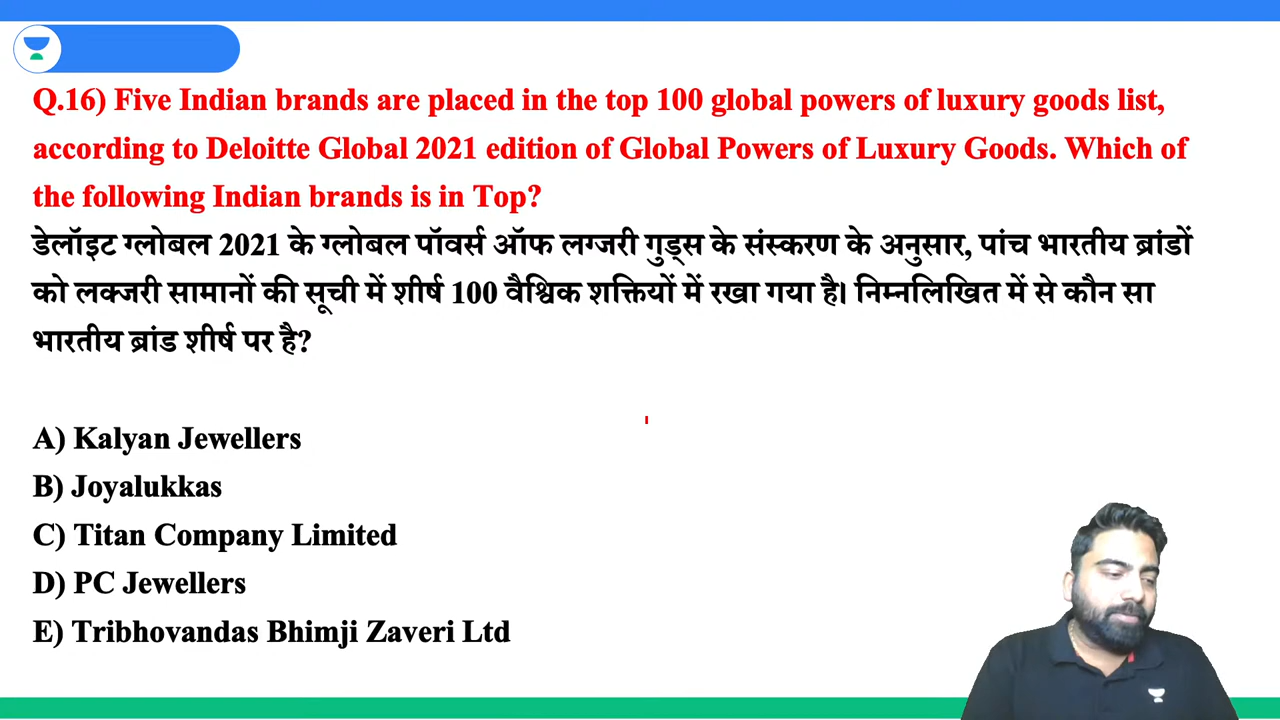 Q.16) Five Indian brands are placed in the top 100 global powers of luxury goods list,
according to Deloitte Global 2021 edition of Global Powers of Luxury Goods. Which of
the following Indian brands is in Top?
डेलॉइट ग्लोबल 2021 के ग्लोबल पॉवर्स ऑफ लग्जरी गुड्स के संस्करण के अनुसार, पांच भारतीय ब्रांडों
को लक्जरी सामानों की सूची में शीर्ष 100 वैश्विक शक्तियों में रखा गया है। निम्नलिखित में से कौन सा
भारतीय ब्रांड शीर्ष पर है?
A) Kalyan Jewellers
B) Joyalukkas
C) Titan Company Limited
D) PC Jewellers
E) Tribhovandas Bhimji Zaveri Ltd